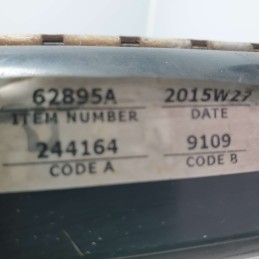 62895A 2015W27
ITEM NUMBER DATE
244164 9109
CODE A CODE B